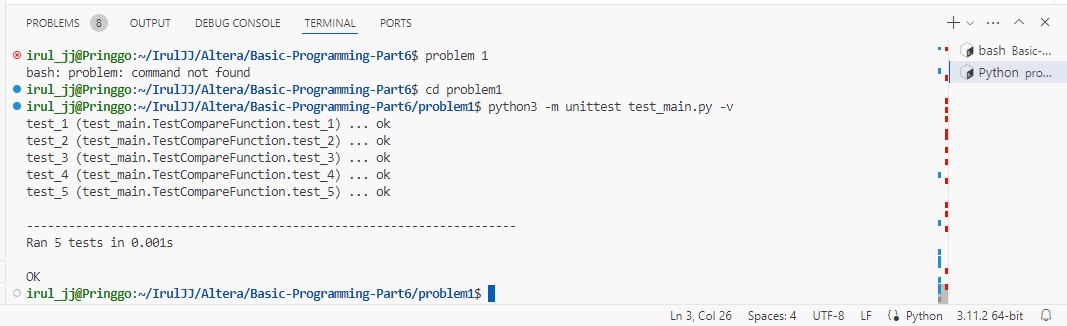 PROBLEMS 8 OUTPUT DEBUG CONSOLE TERMINAL PORTS
irul_jj@Pringgo:~/IrulJJ/Altera/Basic-Programming-Part6$ problem 1
bash: problem: command not found
irul_jj@Pringgo:~/IrulJJ/Altera/Basic-Programming-Part6$ cd problem1
irul_jj@Pringgo:~/IrulJJ/Altera/Basic-Programming-Part6/problem1$ python3 -m unittest test_main.py -v
test_1 (test_main.TestCompareFunction.test_1) ... ok
test_2 (test_main.TestCompareFunction.test_2) ... ok
test_3 (test_main.TestCompareFunction.test_3) ... ok
test_4 (test_main.TestCompareFunction.test_4) ... ok
test_5 (test_main.TestCompareFunction.test_5) ... ok
----------------------------------------------------------------------
Ran 5 tests in 0.001s
OK
irul_jj@Pringgo:~/IrulJJ/Altera/Basic-Programming-Part6/problem1$
bash Basic-...
Python pro...
Ln 3, Col 26 Spaces: 4 UTF-8 LF Python 3.11.2 64-bit